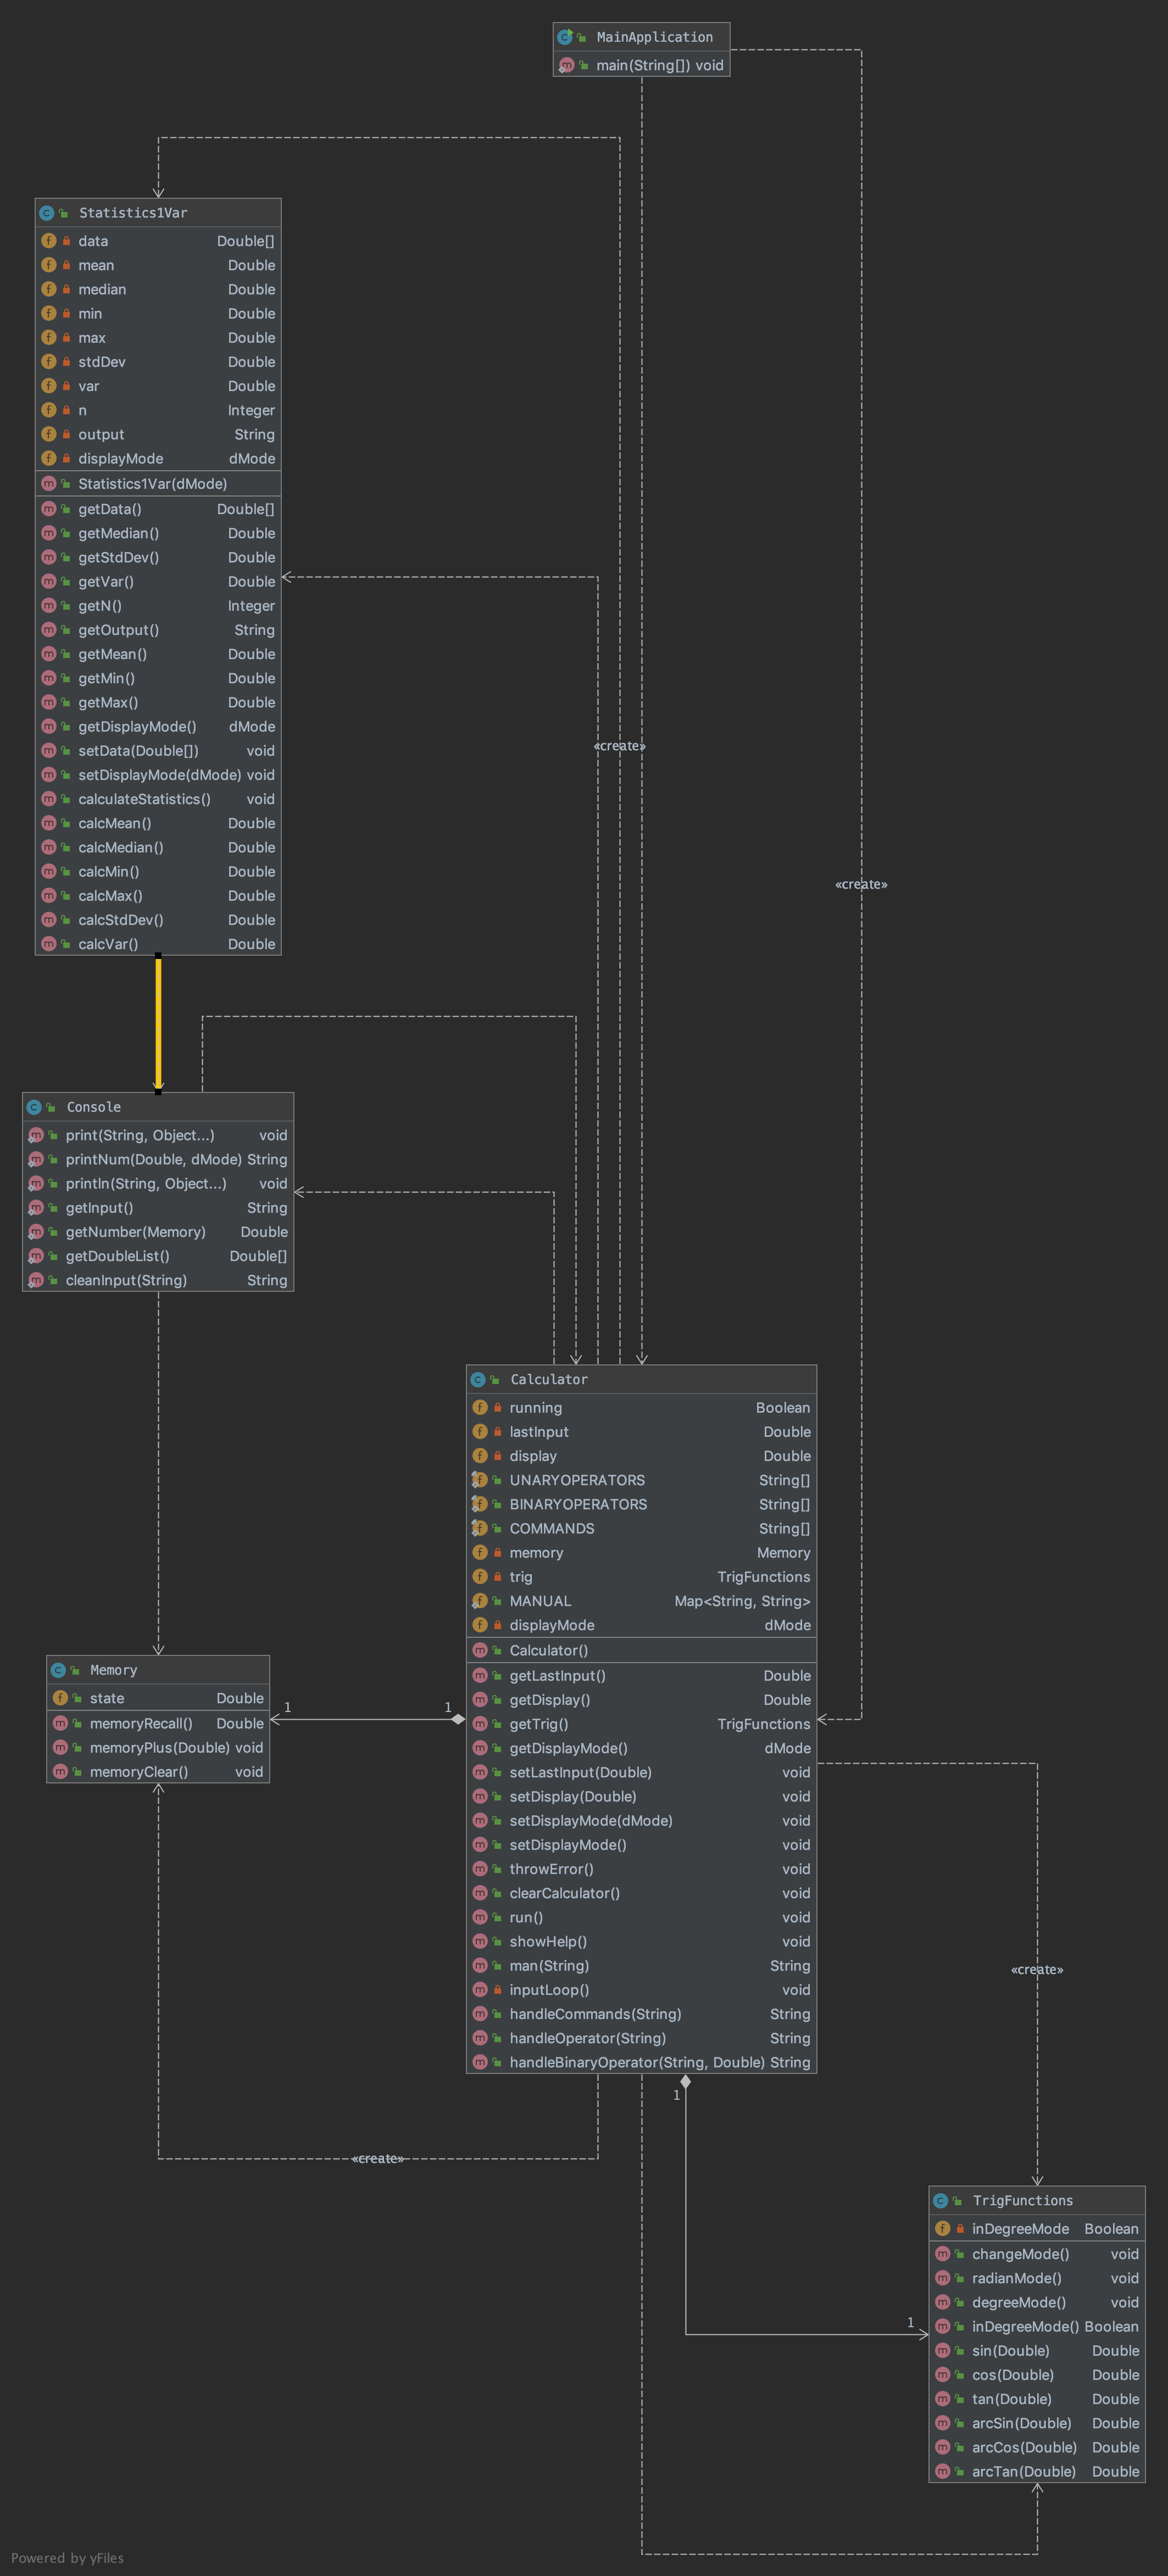 MainApplication
main(String[]) void
Statistics1Var
data Double[]
mean Double
median Double
min Double
max Double
stdDev Double
var Double
n Integer
output String
displayMode dMode
Statistics1Var(dMode)
getData() Double[]
getMedian() Double
getStdDev() Double
getVar() Double
getN() Integer
getOutput() String
getMean() Double
getMin() Double
getMax() Double
getDisplayMode() dMode
setData(Double[]) void
setDisplayMode(dMode) void
calculateStatistics() void
calcMean() Double
calcMedian() Double
calcMin() Double
calcMax() Double
calcStdDev() Double
calcVar() Double
«create»
«create»
Console
print(String, Object...) void
printNum(Double, dMode) String
println(String, Object...) void
getInput() String
getNumber(Memory) Double
getDoubleList() Double[]
cleanInput(String) String
Calculator
running Boolean
lastInput Double
display Double
UNARYOPERATORS String[]
BINARYOPERATORS String[]
COMMANDS String[]
memory Memory
trig TrigFunctions
MANUAL Map<String, String>
displayMode dMode
Calculator()
getLastInput() Double
getDisplay() Double
getTrig() TrigFunctions
getDisplayMode() dMode
setLastInput(Double) void
setDisplay(Double) void
setDisplayMode(dMode) void
setDisplayMode() void
throwError() void
clearCalculator() void
run() void
showHelp() void
man(String) String
inputLoop() void
handleCommands(String) String
handleOperator(String) String
handleBinaryOperator(String, Double) String
Memory
state Double
memoryRecall() Double
memoryPlus(Double) void
memoryClear() void
1
1
«create»
1
«create»
1
TrigFunctions
inDegreeMode Boolean
changeMode() void
radianMode() void
degreeMode() void
inDegreeMode() Boolean
sin(Double) Double
cos(Double) Double
tan(Double) Double
arcSin(Double) Double
arcCos(Double) Double
arcTan(Double) Double
Powered by yFiles